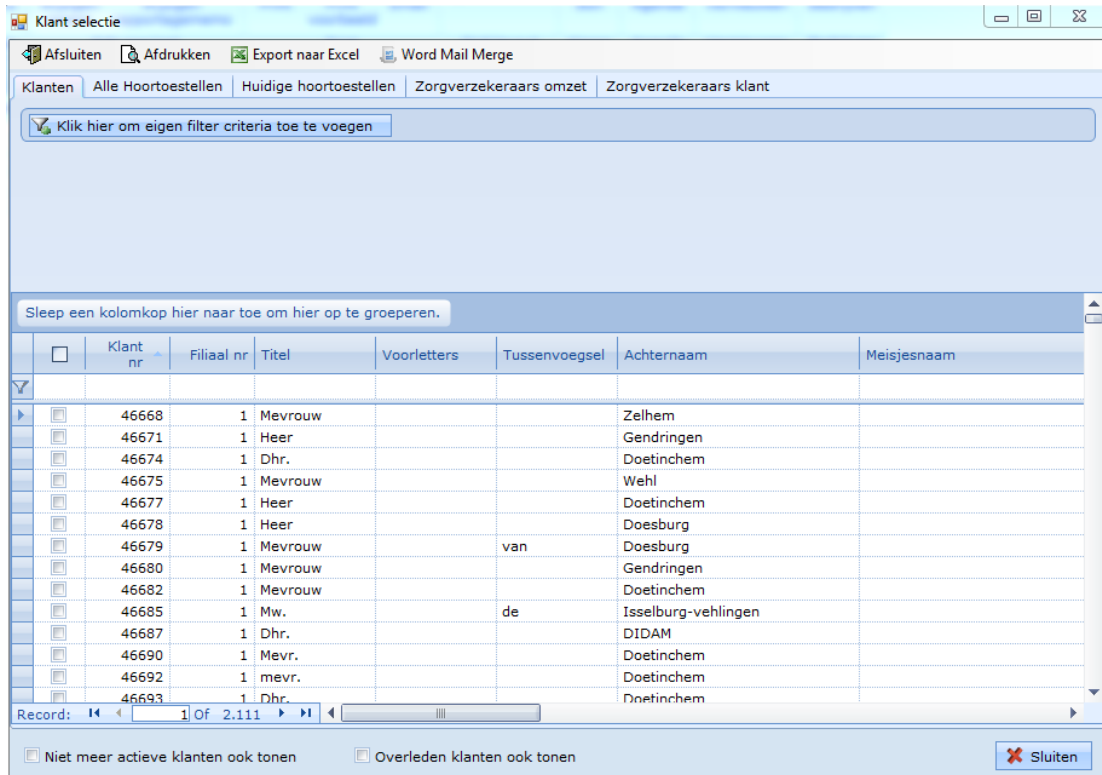 Klant selectie
Afsluiten Afdrukken Export naar Excel Word Mail Merge
Klanten Alle Hoortoestellen Huidige hoortoestellen Zorgverzekeraars omzet Zorgverzekeraars klant
Klik hier om eigen filter criteria toe te voegen
Sleep een kolomkop hier naar toe om hier op te groeperen.
Klant nr Filiaal nr Titel Voorletters Tussenvoegsel Achternaam Meisjesnaam
46668 1 Mevrouw Zelhem
46671 1 Heer Gendringen
46674 1 Dhr. Doetinchem
46675 1 Mevrouw Wehl
46677 1 Heer Doetinchem
46678 1 Heer Doesburg
46679 1 Mevrouw van Doesburg
46680 1 Mevrouw Gendringen
46682 1 Mevrouw Doetinchem
46685 1 Mw. de Isselburg-vehlingen
46687 1 Dhr. DIDAM
46690 1 Mevr. Doetinchem
46692 1 mevr. Doetinchem
46693 1 Dhr. Doetinchem
Record: 1 Of 2.111
Niet meer actieve klanten ook tonen Overleden klanten ook tonen Sluiten